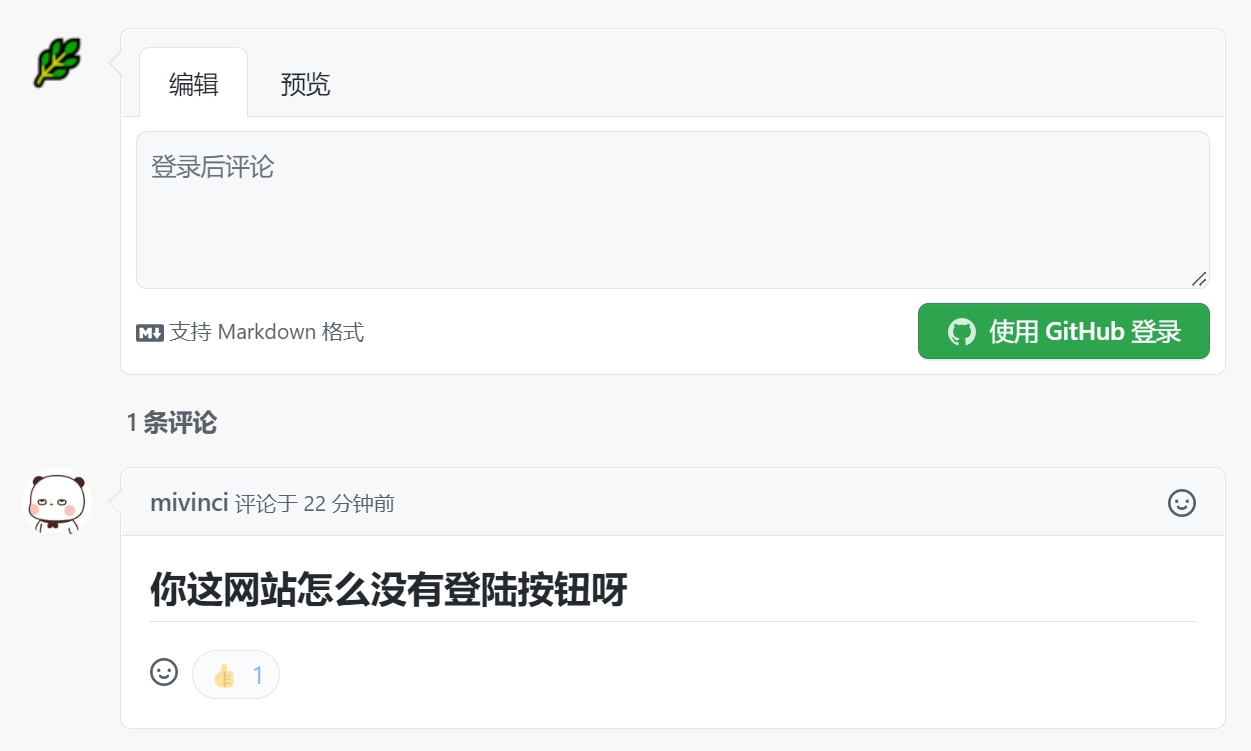 编辑 预览
登录后评论
M↓ 支持 Markdown 格式 使用 GitHub 登录
1 条评论
mivinci 评论于 22 分钟前
你这网站怎么没有登陆按钮呀
👍 1